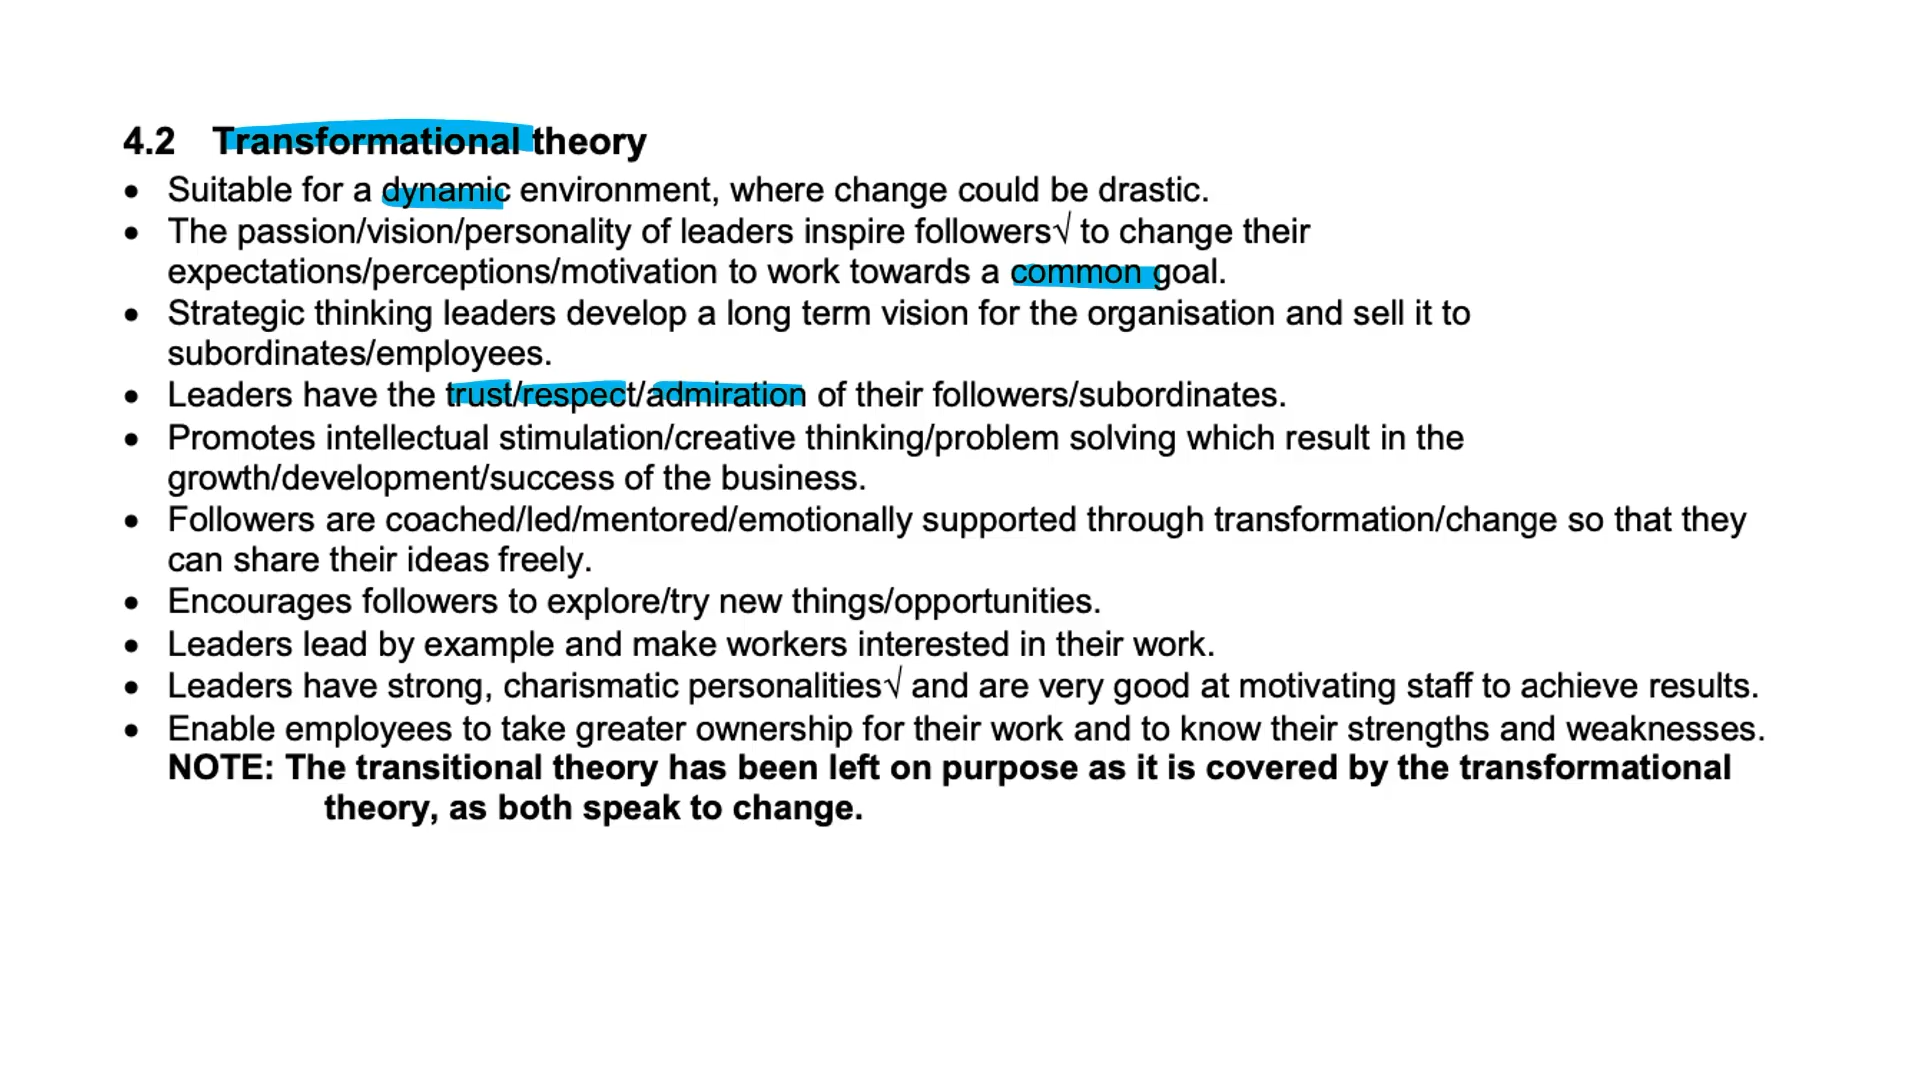 4.2 Transformational theory
• Suitable for a dynamic environment, where change could be drastic.
• The passion/vision/personality of leaders inspire followers√ to change their
expectations/perceptions/motivation to work towards a common goal.
• Strategic thinking leaders develop a long term vision for the organisation and sell it to
subordinates/employees.
• Leaders have the trust/respect/admiration of their followers/subordinates.
• Promotes intellectual stimulation/creative thinking/problem solving which result in the
growth/development/success of the business.
• Followers are coached/led/mentored/emotionally supported through transformation/change so that they
can share their ideas freely.
• Encourages followers to explore/try new things/opportunities.
• Leaders lead by example and make workers interested in their work.
• Leaders have strong, charismatic personalities√ and are very good at motivating staff to achieve results.
• Enable employees to take greater ownership for their work and to know their strengths and weaknesses.
NOTE: The transitional theory has been left on purpose as it is covered by the transformational
theory, as both speak to change.